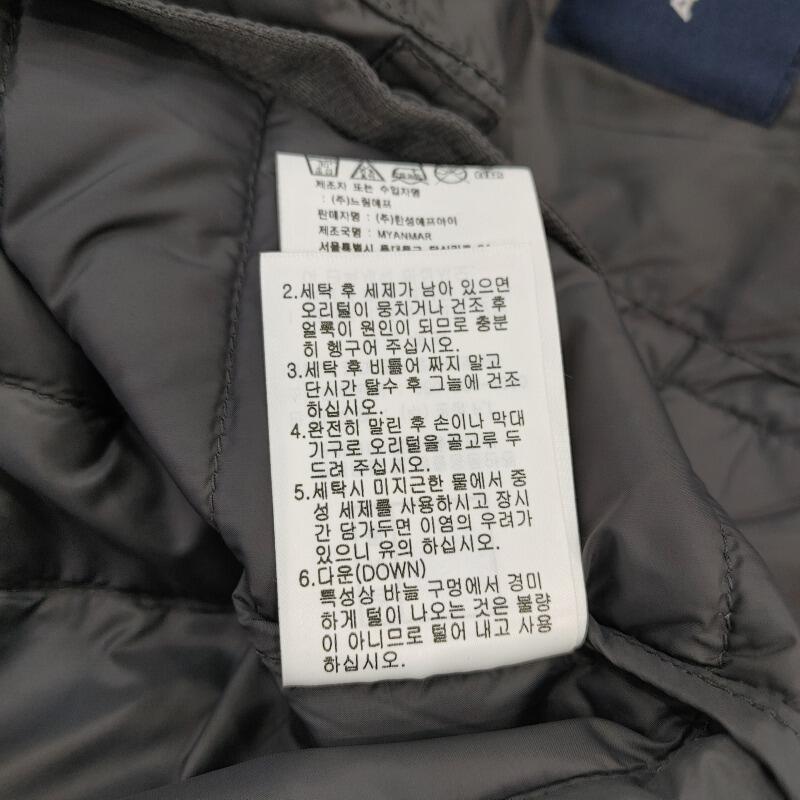 제조자 또는 수입자명
: (주)느림에프
판매자명 : (주)한섬에프아이
제조국명 : MYANMAR
서울특별시
2.세탁 후 세제가 남아 있으면
오리털이 뭉치거나 건조 후
얼룩이 원인이 되므로 충분
히 헹구어 주십시오.
3.세탁 후 비틀어 짜지 말고
단시간 탈수 후 그늘에 건조
하십시오.
4.완전히 말린 후 손이나 막대
기구로 오리털을 골고루 두
드려 주십시오.
5.세탁시 미지근한 물에서 중
성 세제를 사용하시고 장시
간 담가두면 이염의 우려가
있으니 유의 하십시오.
6.다운(DOWN)
특성상 바늘 구멍에서 경미
하게 털이 나오는 것은 불량
이 아니므로 털어 내고 사용
하십시오.